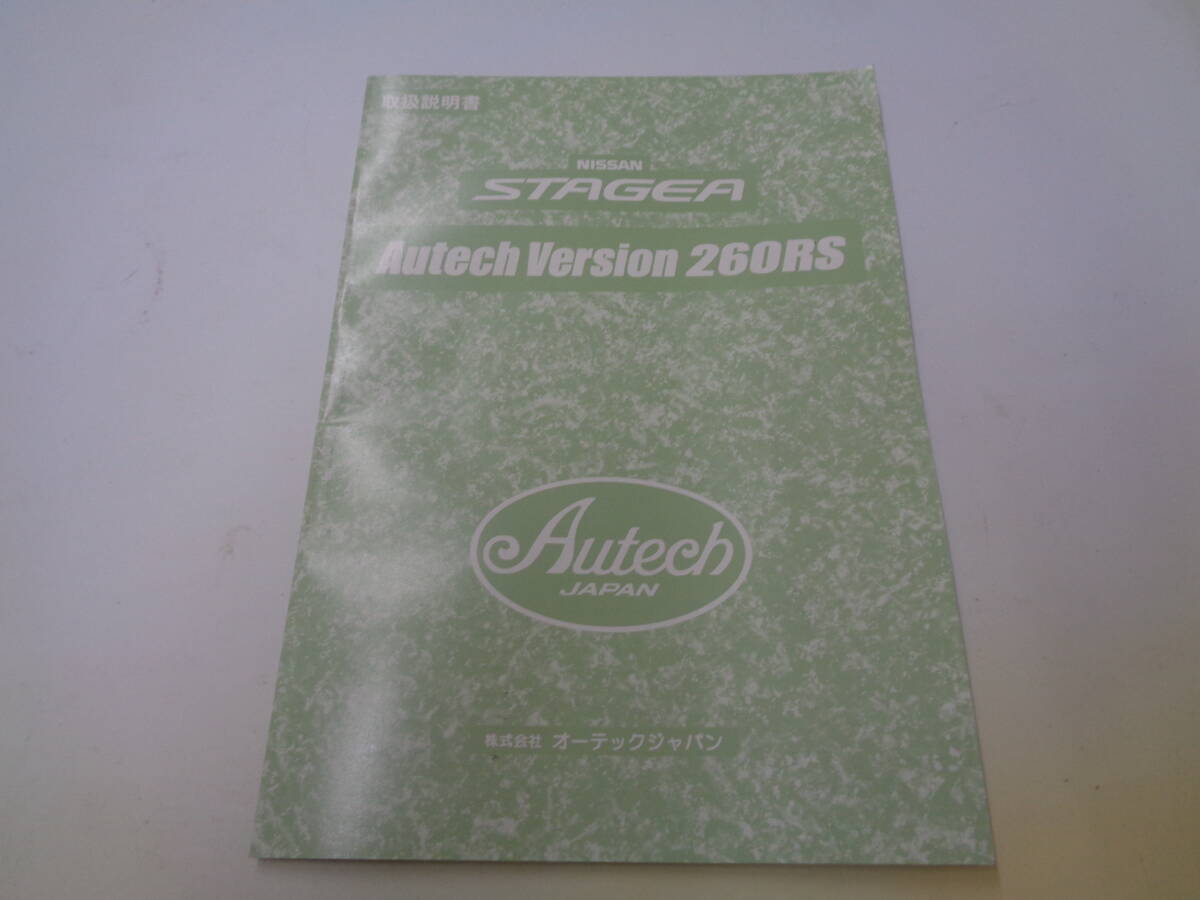 取扱説明書
NISSAN
STAGEA
Autech Version 260RS
Autech
JAPAN
株式会社 オーテックジャパン